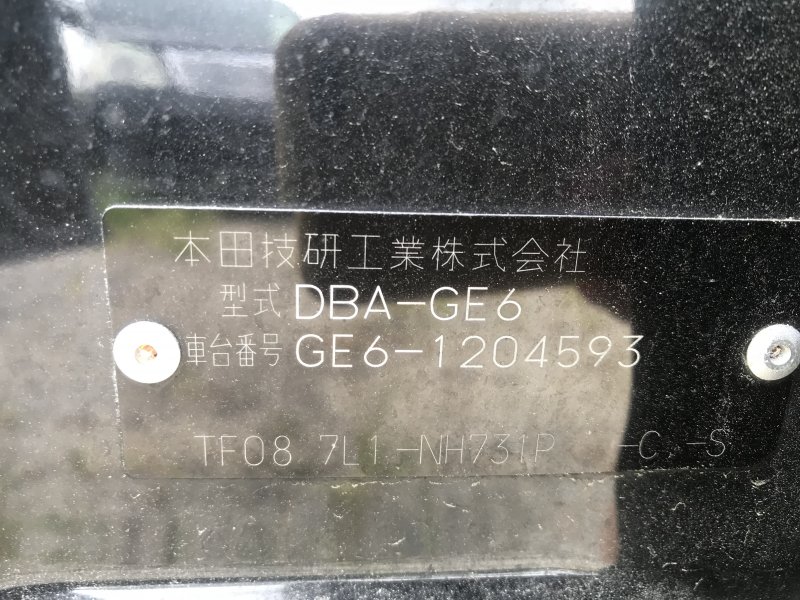 本田技研工業株式会社
型式 DBA-GE6
車台番号 GE6-1204593
TF08 7L1-NH731P -C -S